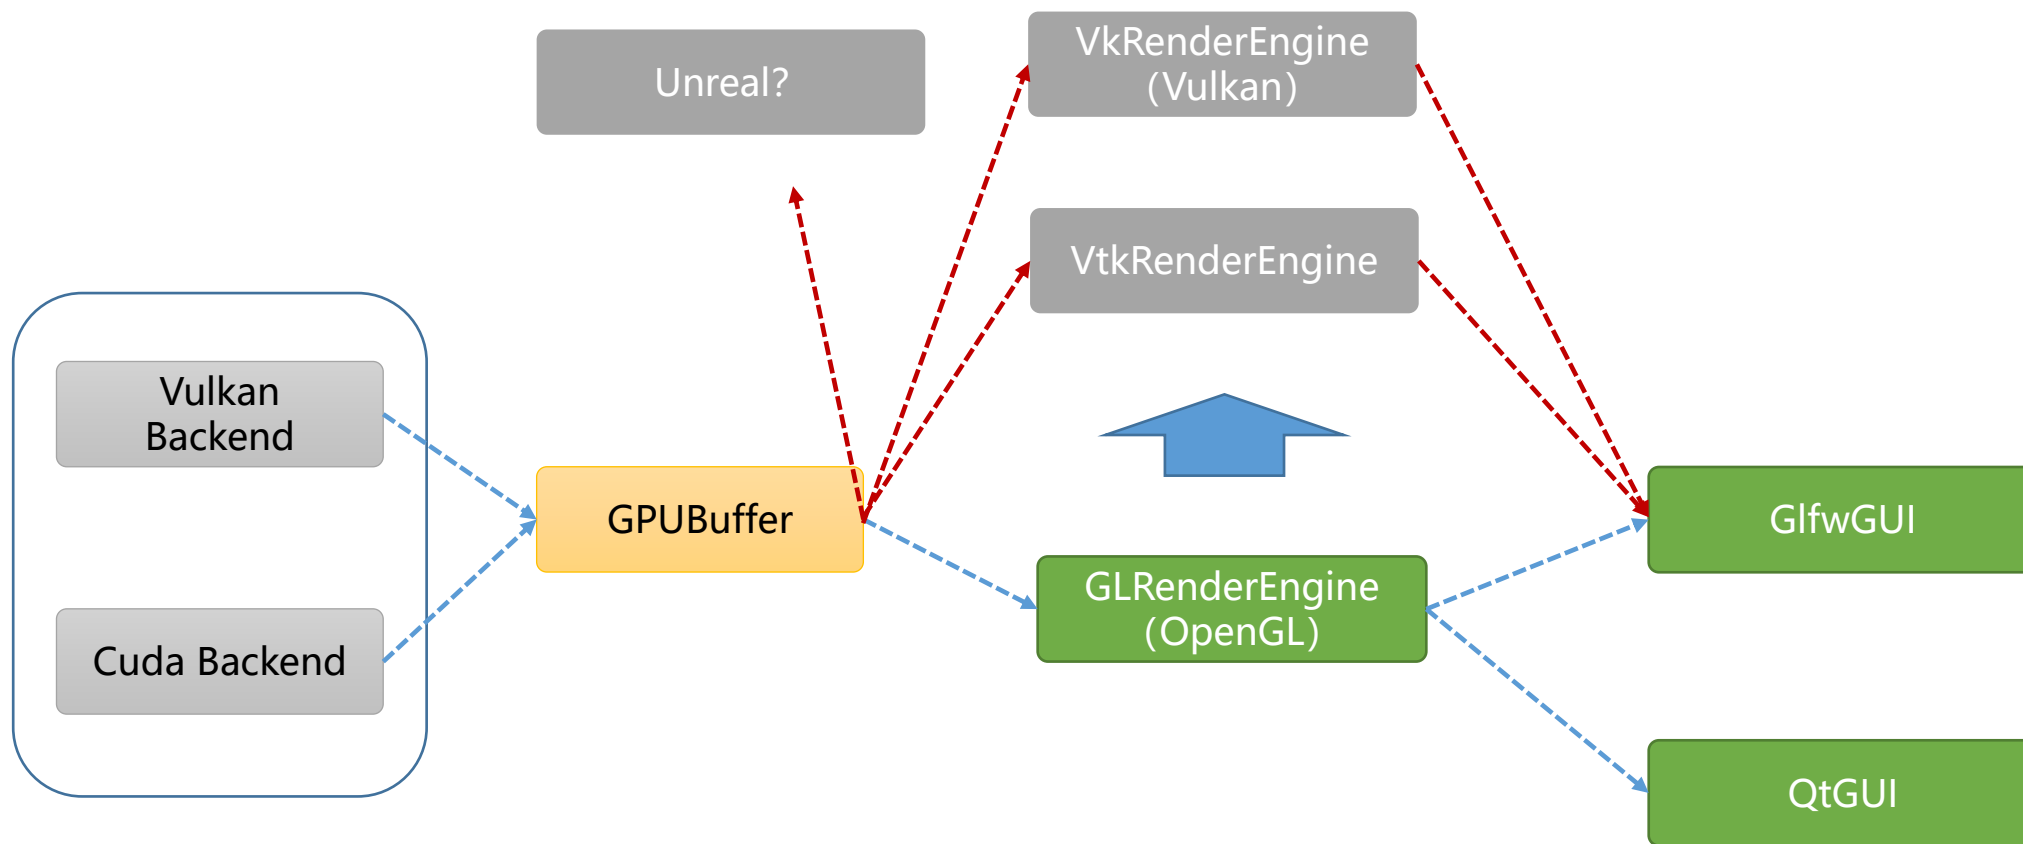 Unreal?
VkRenderEngine
（Vulkan）
VtkRenderEngine
Vulkan
Backend
GPUBuffer
GlfwGUI
GLRenderEngine
（OpenGL）
Cuda Backend
QtGUI